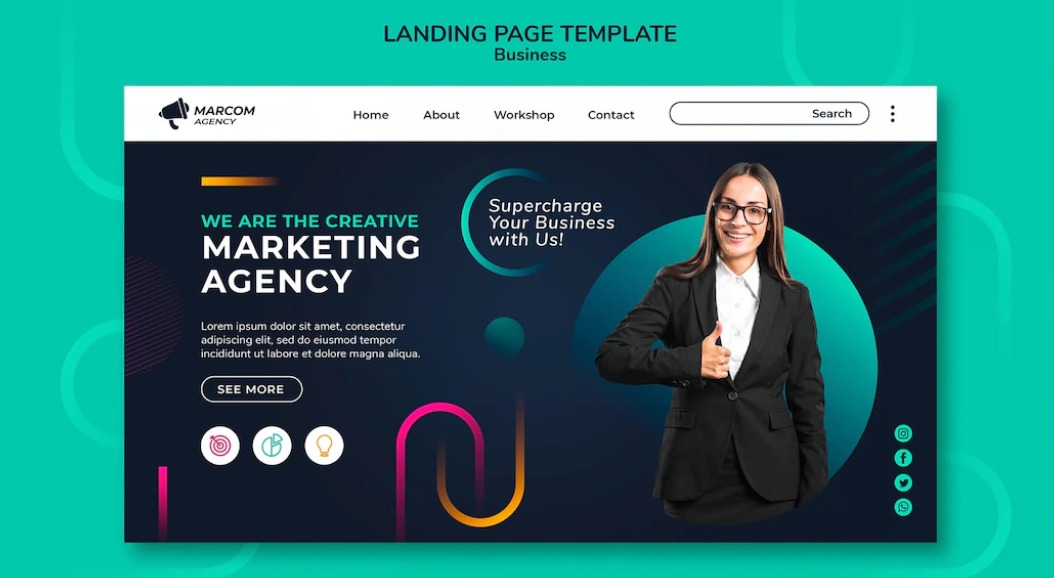 LANDING PAGE TEMPLATE
Business
MARCOM
AGENCY
Home About Workshop Contact Search
WE ARE THE CREATIVE
MARKETING
AGENCY
Supercharge
Your Business
with Us!
Lorem ipsum dolor sit amet, consectetur
adipiscing elit, sed do eiusmod tempor
incididunt ut labore et dolore magna aliqua.
SEE MORE